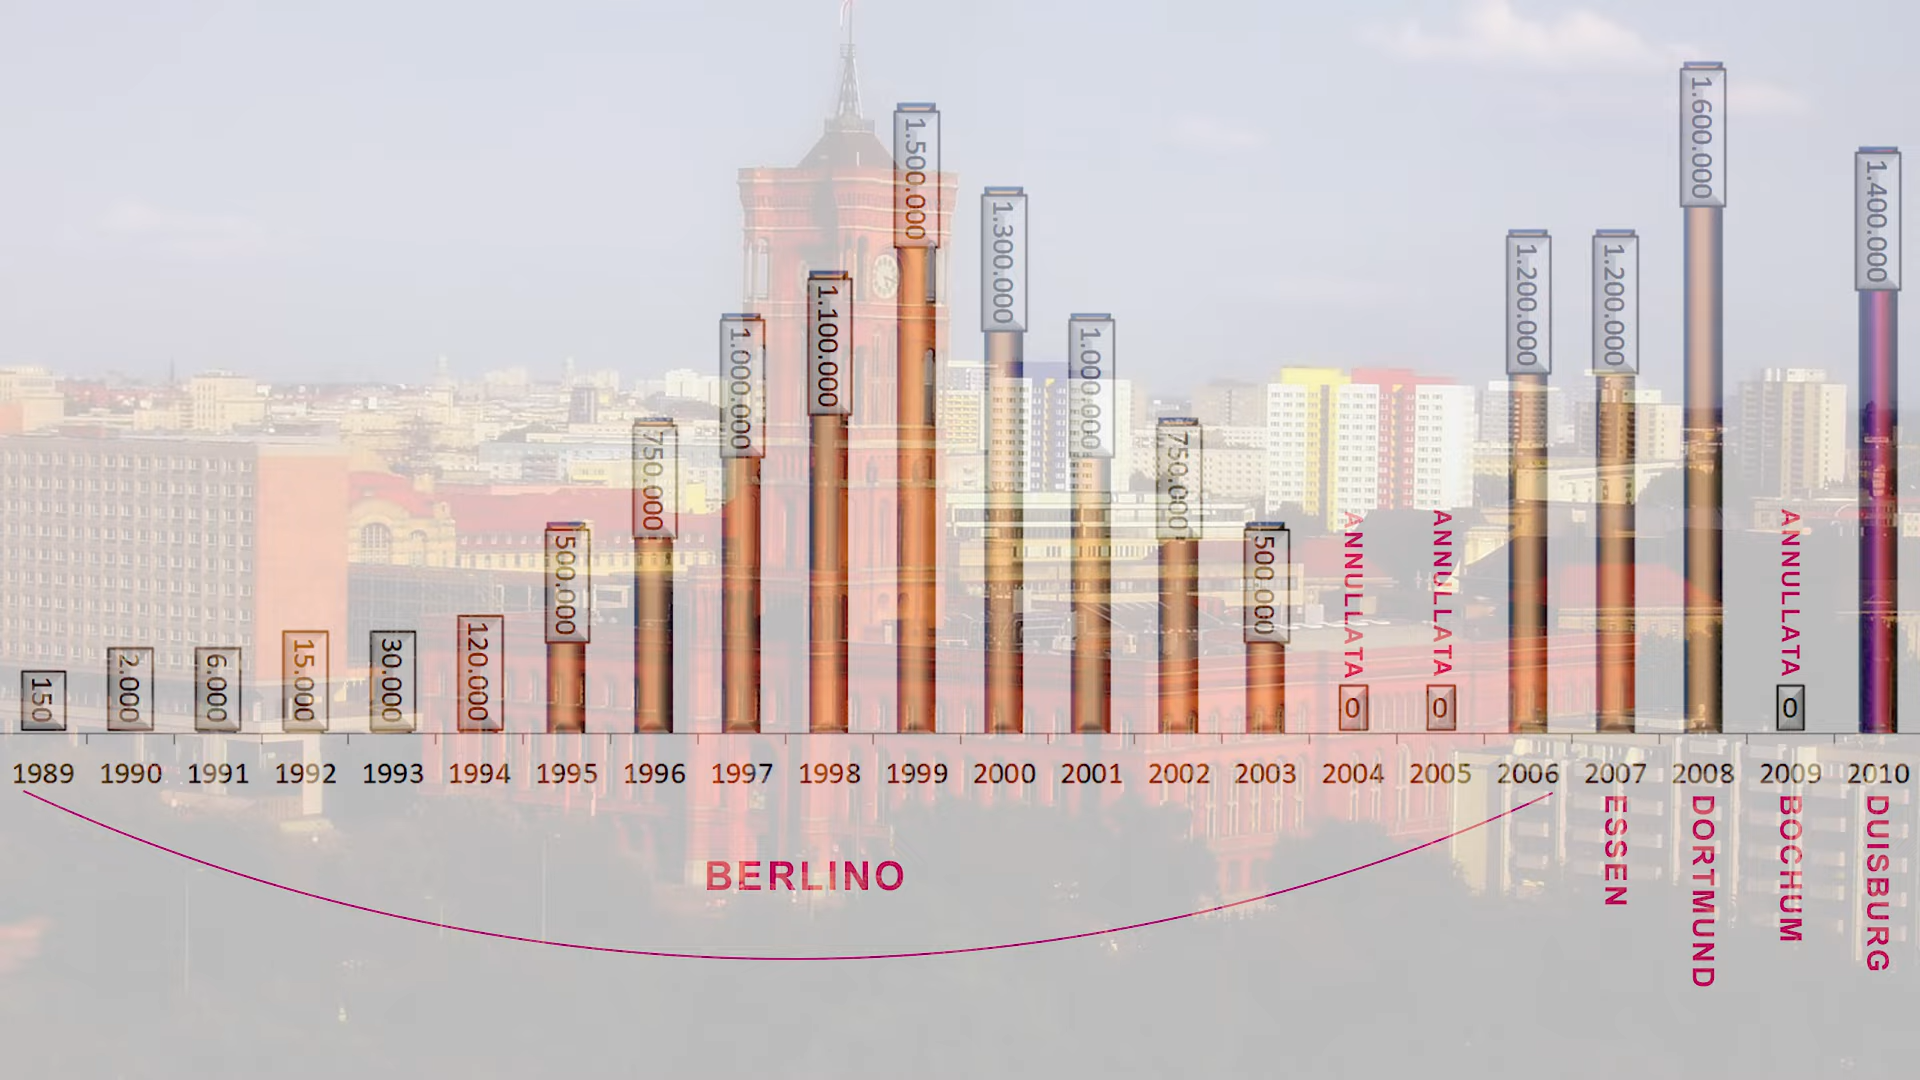 150
2.000
6.000
15.000
30.000
120.000
500.000
750.000
1.000.000
1.100.000
1.500.000
1.300.000
1.000.000
750.000
500.000
ANNULLATA
0
ANNULLATA
0
1.200.000
1.200.000
1.600.000
ANNULLATA
0
1.400.000
1989 1990 1991 1992 1993 1994 1995 1996 1997 1998 1999 2000 2001 2002 2003 2004 2005 2006 2007 2008 2009 2010
BERLINO
ESSEN
DORTMUND
BOCHUM
DUISBURG